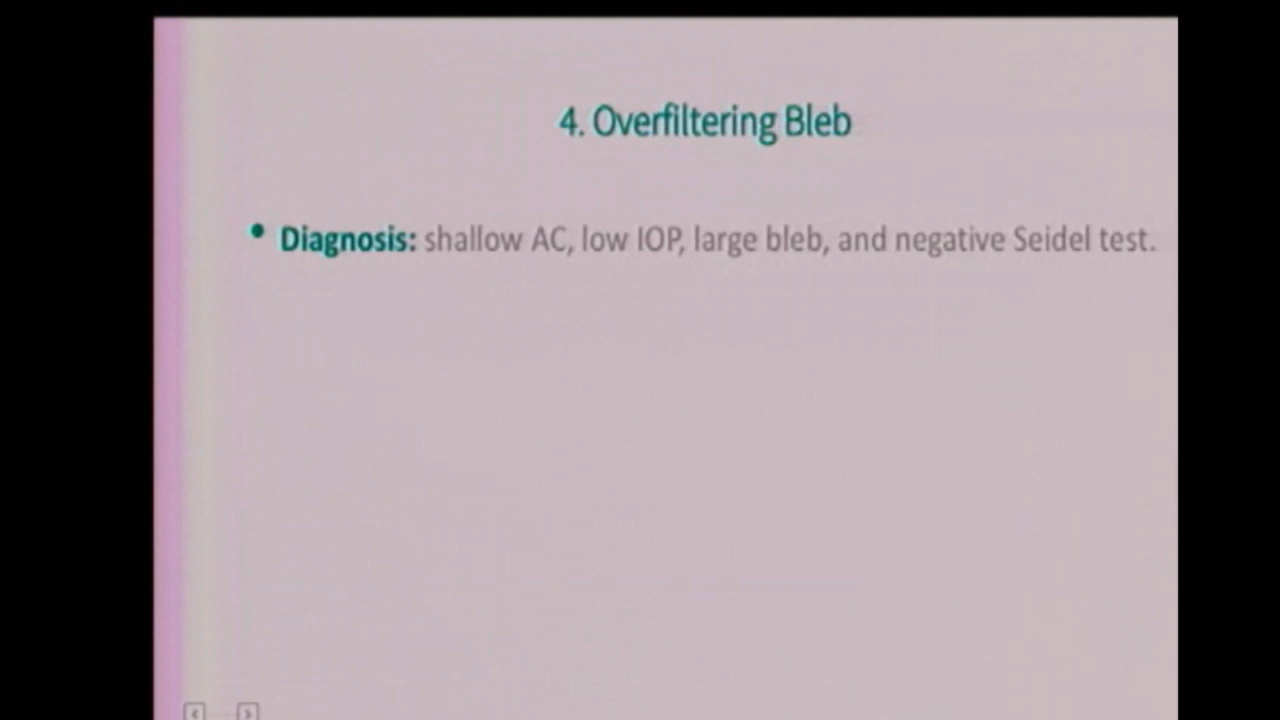 4. Overfiltering Bleb
• Diagnosis: shallow AC, low IOP, large bleb, and negative Seidel test.